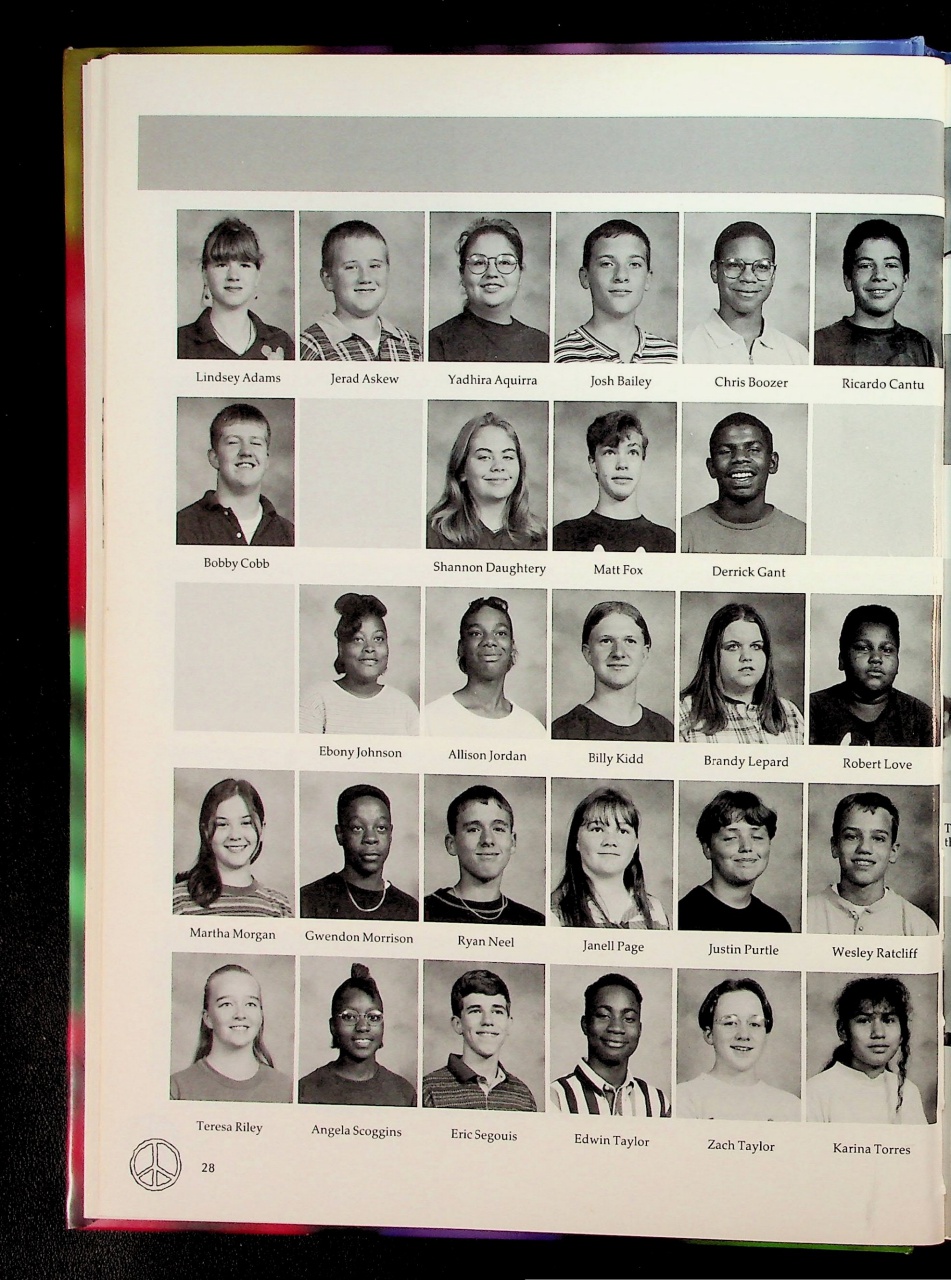 Lindsey Adams Jerad Askew Yadhira Aquirra Josh Bailey Chris Boozer Ricardo Cantu
Bobby Cobb Shannon Daughtery Matt Fox Derrick Gant
Ebony Johnson Allison Jordan Billy Kidd Brandy Lepard Robert Love
Martha Morgan Gwendon Morrison Ryan Neel Janell Page Justin Purtle Wesley Ratcliff
Teresa Riley Angela Scoggins Eric Segouis Edwin Taylor Zach Taylor Karina Torres
28